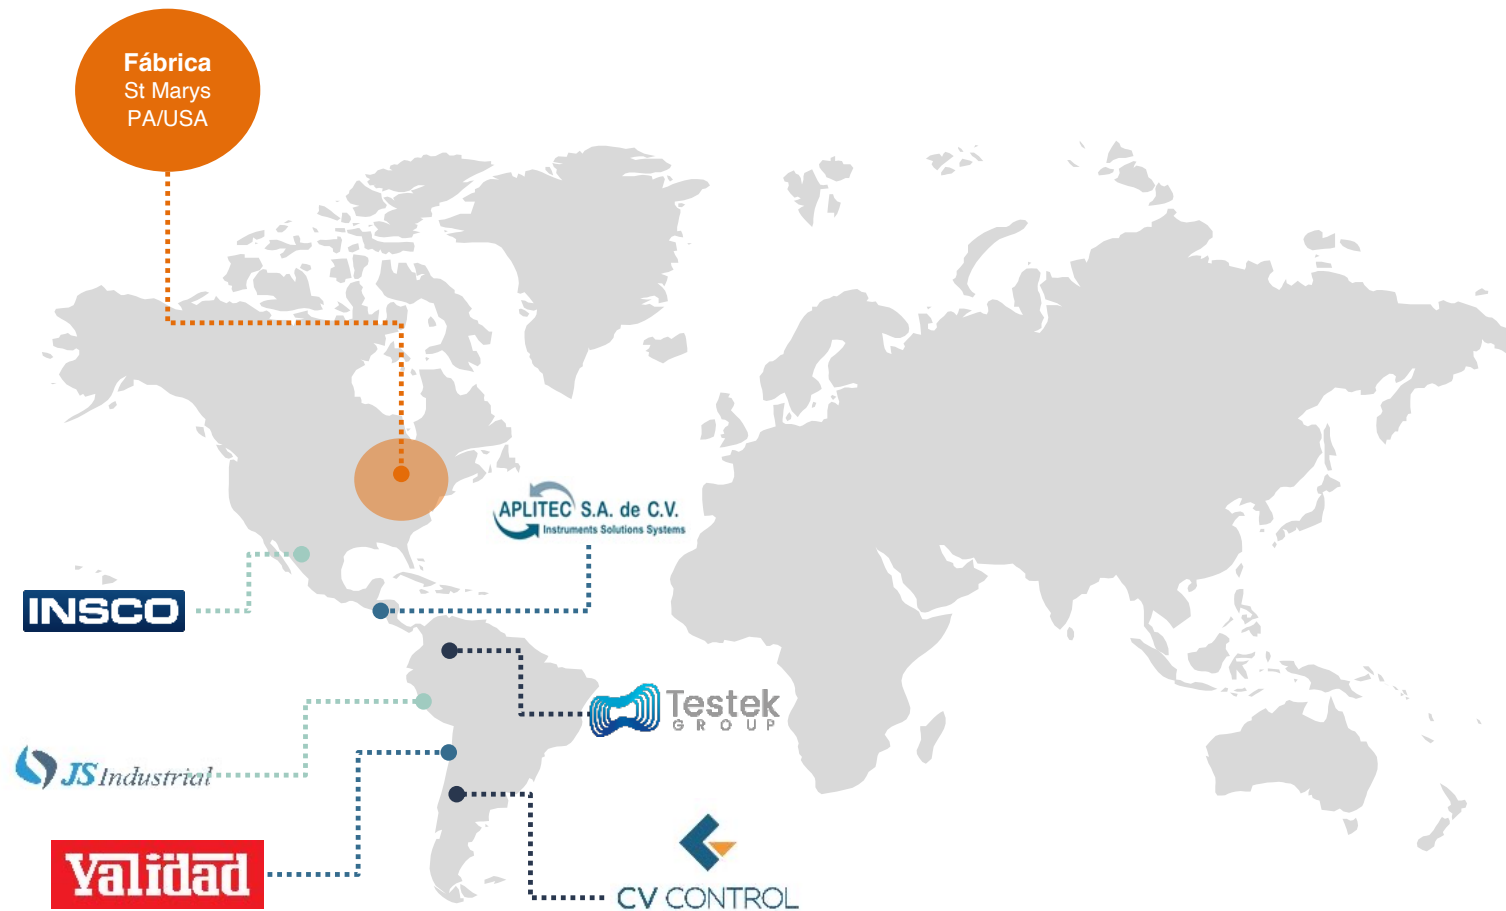 Fábrica
St Marys
PA/USA
APLITEC S.A. de C.V.
Instruments Solutions Systems
INSCO
Testek
GROUP
JS Industrial
Validad
CV CONTROL